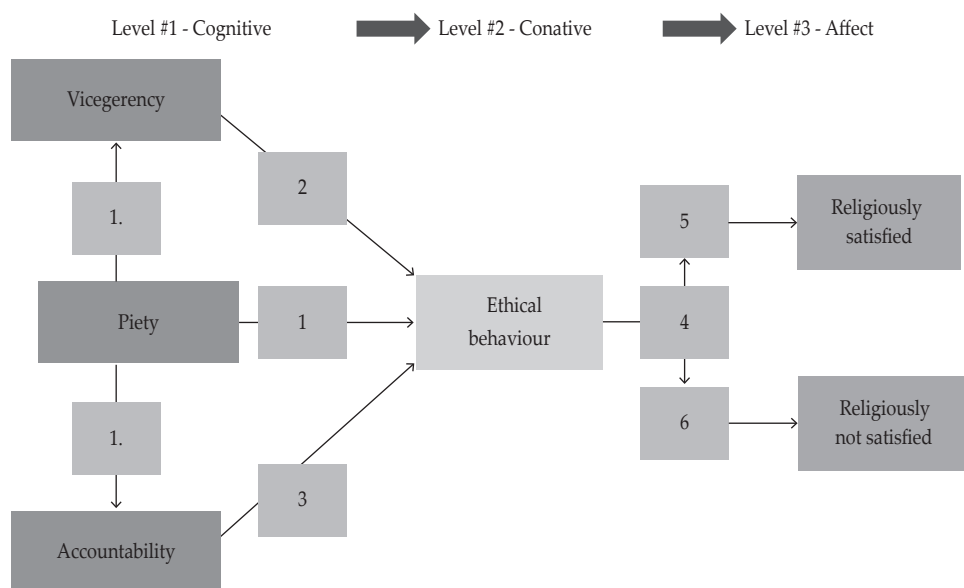 Level #1 - Cognitive
Level #2 - Conative
Level #3 - Affect
Vicegerency
2
1.
5
Religiously
satisfied
Piety
1
Ethical
behaviour
4
1.
6
Religiously
not satisfied
3
Accountability